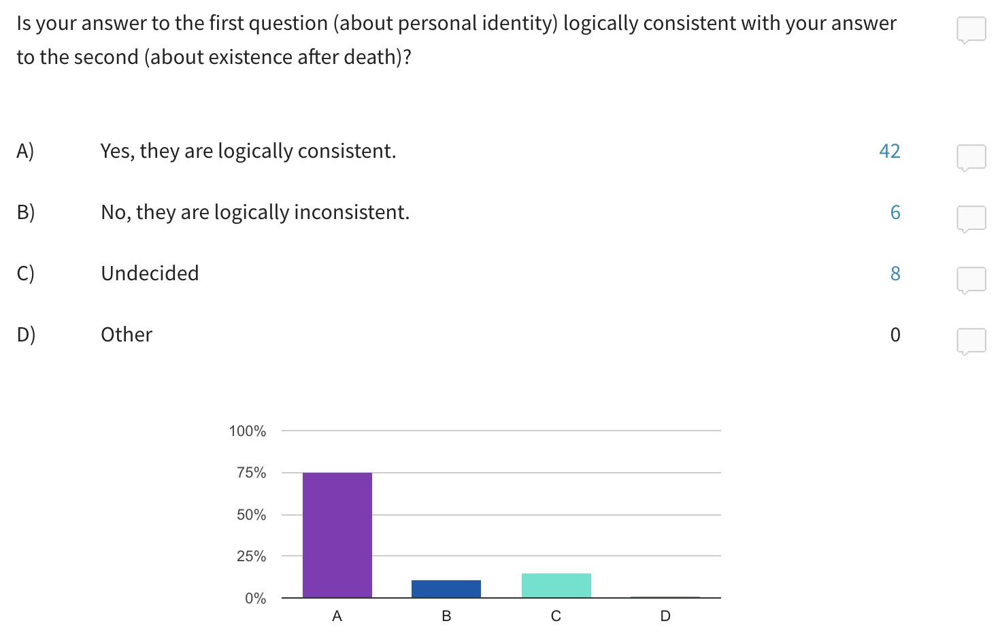 Is your answer to the first question (about personal identity) logically consistent with your answer
to the second (about existence after death)?
A) Yes, they are logically consistent. 42
B) No, they are logically inconsistent. 6
C) Undecided 8
D) Other 0
100%
75%
50%
25%
0%
A B C D